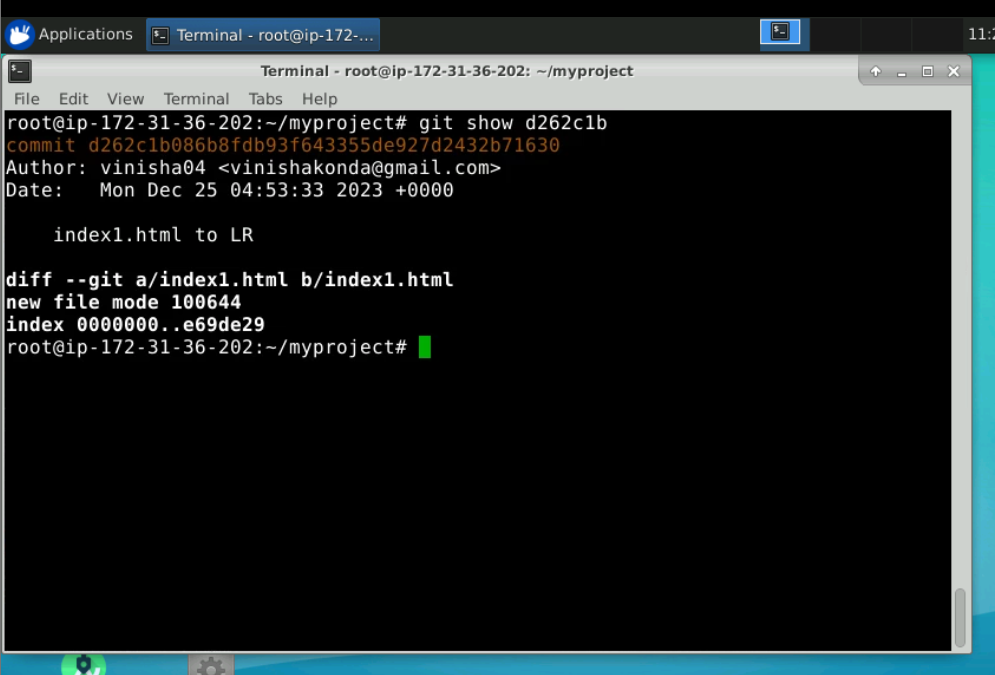 Applications
Terminal - root@ip-172-...
Terminal - root@ip-172-31-36-202: ~/myproject
File Edit View Terminal Tabs Help
root@ip-172-31-36-202:~/myproject# git show d262c1b
commit d262c1b086b8fdb93f643355de927d2432b71630
Author: vinisha04 <vinishakonda@gmail.com>
Date:   Mon Dec 25 04:53:33 2023 +0000
    index1.html to LR
diff --git a/index1.html b/index1.html
new file mode 100644
index 0000000..e69de29
root@ip-172-31-36-202:~/myproject#